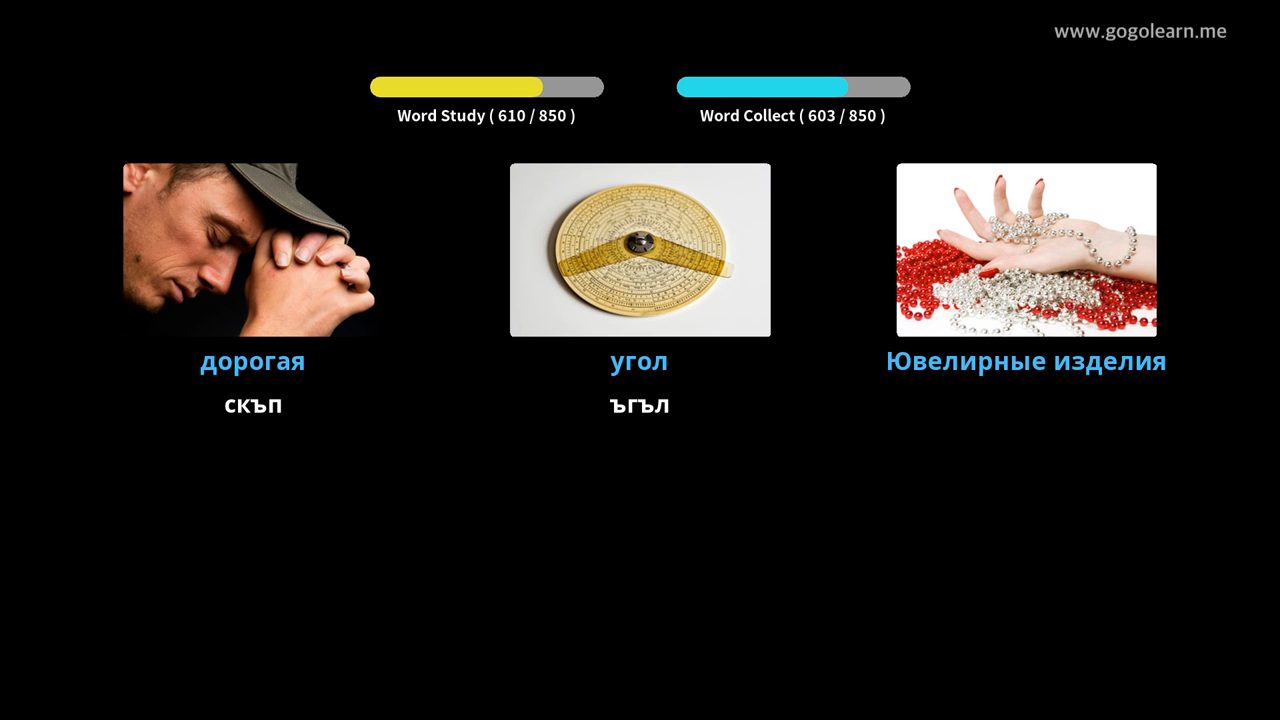 www.gogolearn.me
Word Study ( 610 / 850 )
Word Collect ( 603 / 850 )
дорогая
угол
Ювелирные изделия
скъп
ъгъл